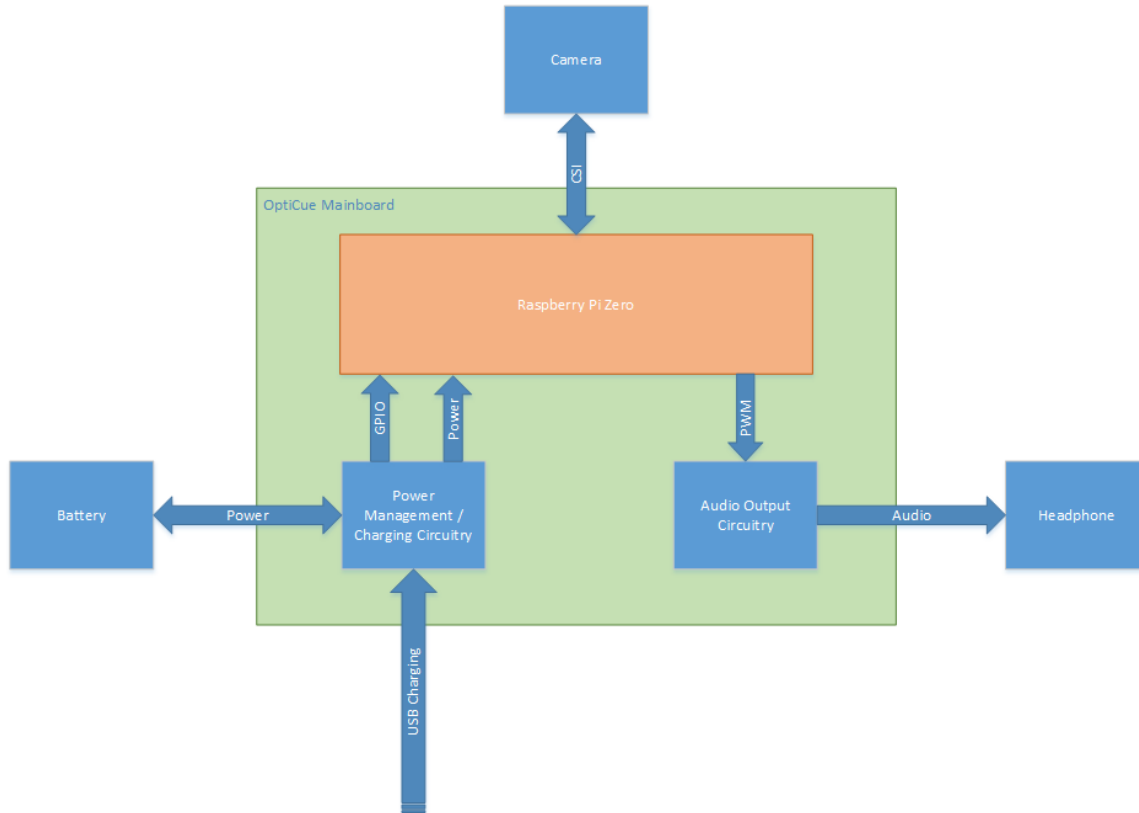 Camera
CSI
OptiCue Mainboard
Raspberry Pi Zero
GPIO
Power
PWM
Battery
Power
Power
Management /
Charging Circuitry
Audio Output
Circuitry
Audio
Headphone
USB Charging